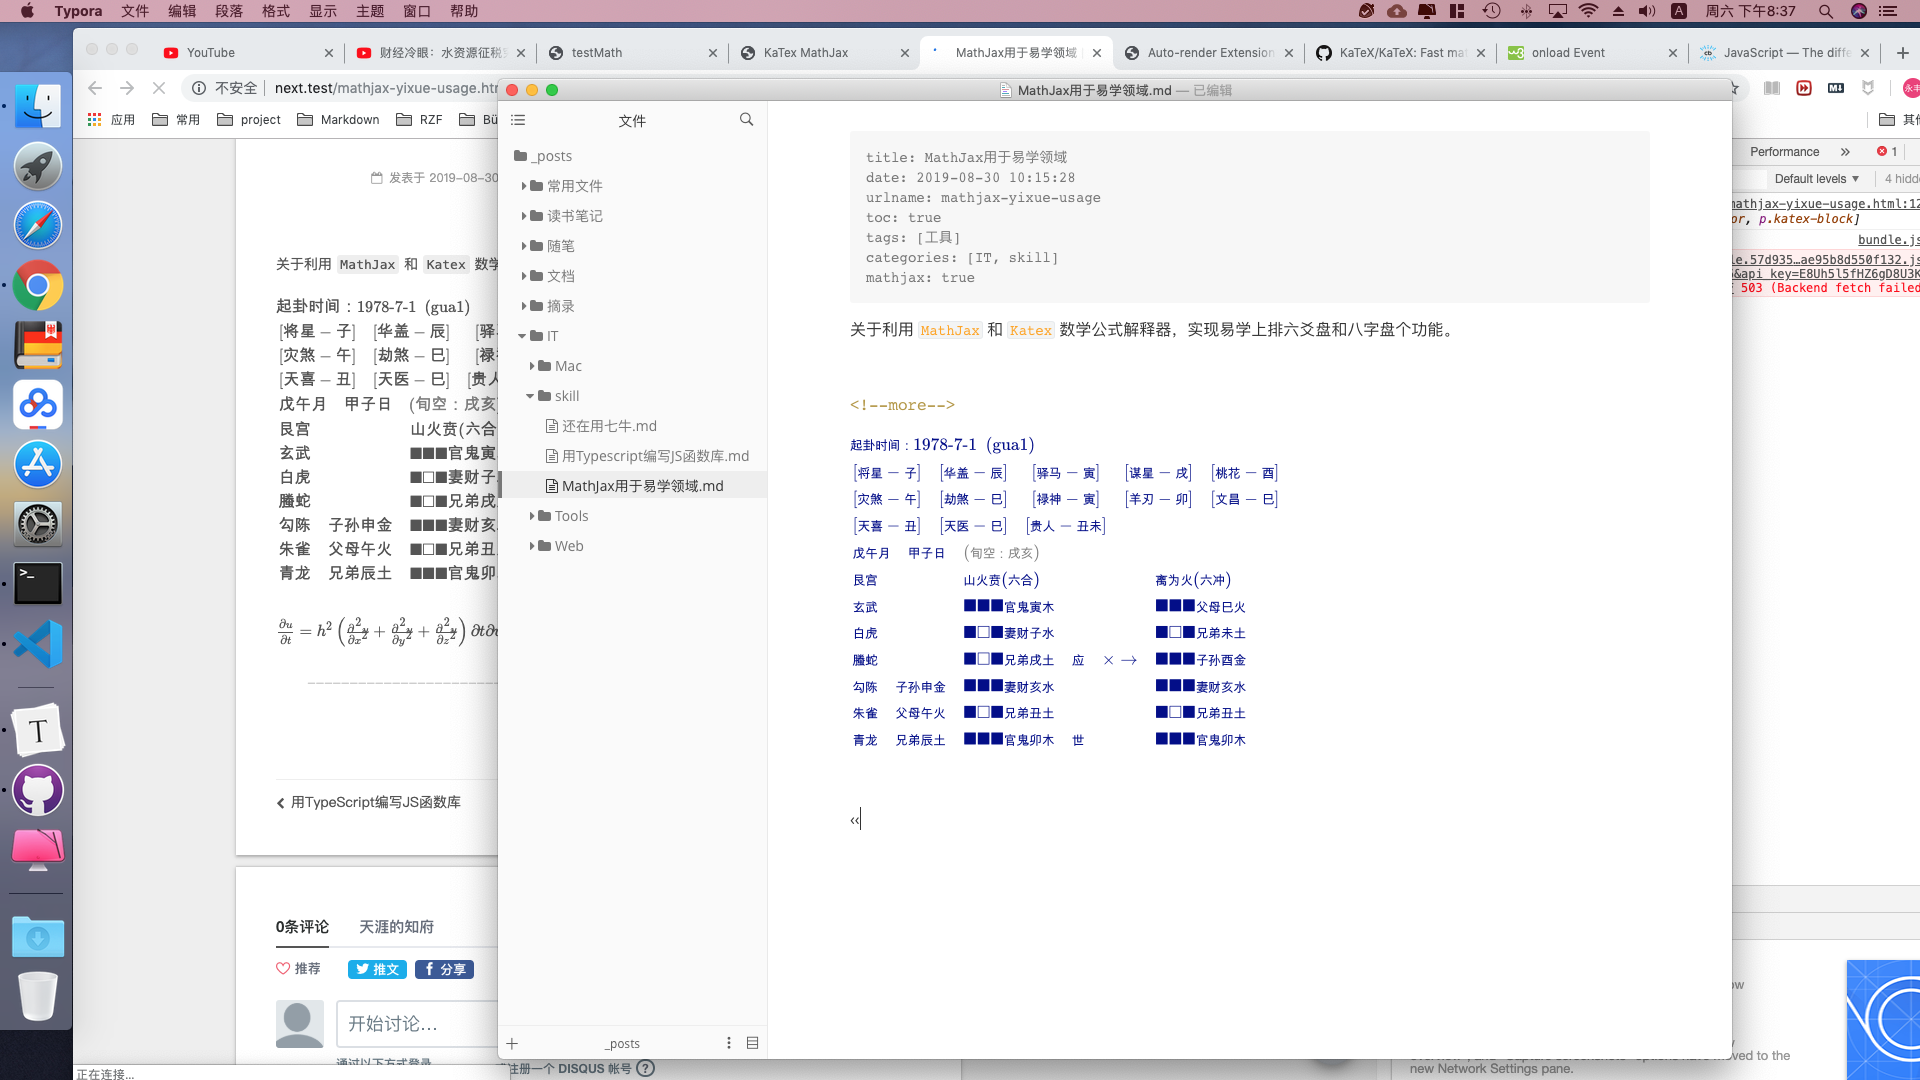 Typora 文件 编辑 段落 格式 显示 主题 窗口 帮助 周六 下午8:37
YouTube
财经冷眼：水资源征税
testMath
KaTex MathJax
MathJax用于易学领域
Auto-render Extension
KaTeX/KaTeX: Fast mat
onload Event
JavaScript — The diffe
不安全 next.test/mathjax-yixue-usage.htm
应用 常用 project Markdown RZF Bü
关于利用 MathJax 和 Katex 数学
发表于 2019-08-30
起卦时间：1978-7-1 (gua1)
[将星 – 子] [华盖 – 辰] [驿
[灾煞 – 午] [劫煞 – 巳] [禄
[天喜 – 丑] [天医 – 巳] [贵人
戊午月 甲子日 (旬空：戌亥)
艮宫 山火贲(六合
玄武 ■■■官鬼寅
白虎 ■□■妻财子
螣蛇 ■□■兄弟戌
勾陈 子孙申金 ■■■妻财亥
朱雀 父母午火 ■□■兄弟丑
青龙 兄弟辰土 ■■■官鬼卯
∂u/∂t = h² (∂²u/∂x² + ∂²u/∂y² + ∂²u/∂z²) ∂t∂u
用TypeScript编写JS函数库
0条评论 天涯的知府
推荐 推文 分享
开始讨论...
通过以下方式登录
注册一个 DISQUS 帐号 ?
正在连接...
MathJax用于易学领域.md — 已编辑
文件
_posts
常用文件
读书笔记
随笔
文档
摘录
IT
Mac
skill
还在用七牛.md
用Typescript编写JS函数库.md
MathJax用于易学领域.md
Tools
Web
_posts
title: MathJax用于易学领域
date: 2019-08-30 10:15:28
urlname: mathjax-yixue-usage
toc: true
tags: [工具]
categories: [IT, skill]
mathjax: true
关于利用 MathJax 和 Katex 数学公式解释器，实现易学上排六爻盘和八字盘个功能。
<!--more-->
起卦时间：1978-7-1 (gua1)
[将星 – 子] [华盖 – 辰] [驿马 – 寅] [谋星 – 戌] [桃花 – 酉]
[灾煞 – 午] [劫煞 – 巳] [禄神 – 寅] [羊刃 – 卯] [文昌 – 巳]
[天喜 – 丑] [天医 – 巳] [贵人 – 丑未]
戊午月 甲子日 (旬空：戌亥)
艮宫 山火贲(六合) 离为火(六冲)
玄武 ■■■官鬼寅木 ■■■父母巳火
白虎 ■□■妻财子水 ■□■兄弟未土
螣蛇 ■□■兄弟戌土 应 ×→ ■■■子孙酉金
勾陈 子孙申金 ■■■妻财亥水 ■■■妻财亥水
朱雀 父母午火 ■□■兄弟丑土 ■□■兄弟丑土
青龙 兄弟辰土 ■■■官鬼卯木 世 ■■■官鬼卯木
‹‹
其他
Performance » 1
Default levels ▼ 4 hidd
mathjax-yixue-usage.html:12
or, p.katex-block]
bundle.js
le.57d935…ae95b8d550f132.js
&api_key=E8Uh5l5fHZ6gD8U3K
503 (Backend fetch failed
ow
moved to the
new Network Settings pane.